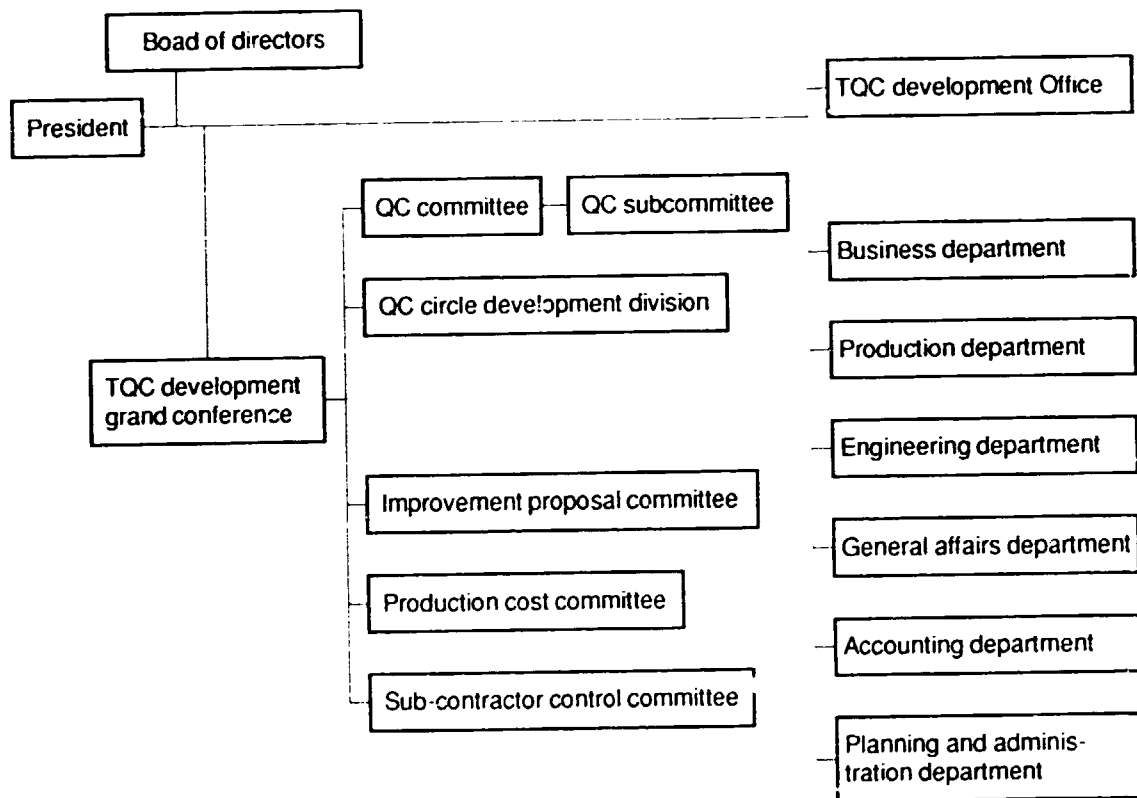 Boad of directors
TQC development Office
President
QC committee
QC subcommittee
Business department
QC circle development division
Production department
TQC development
grand conference
Engineering department
Improvement proposal committee
General affairs department
Production cost committee
Accounting department
Sub-contractor control committee
Planning and adminis-
tration department